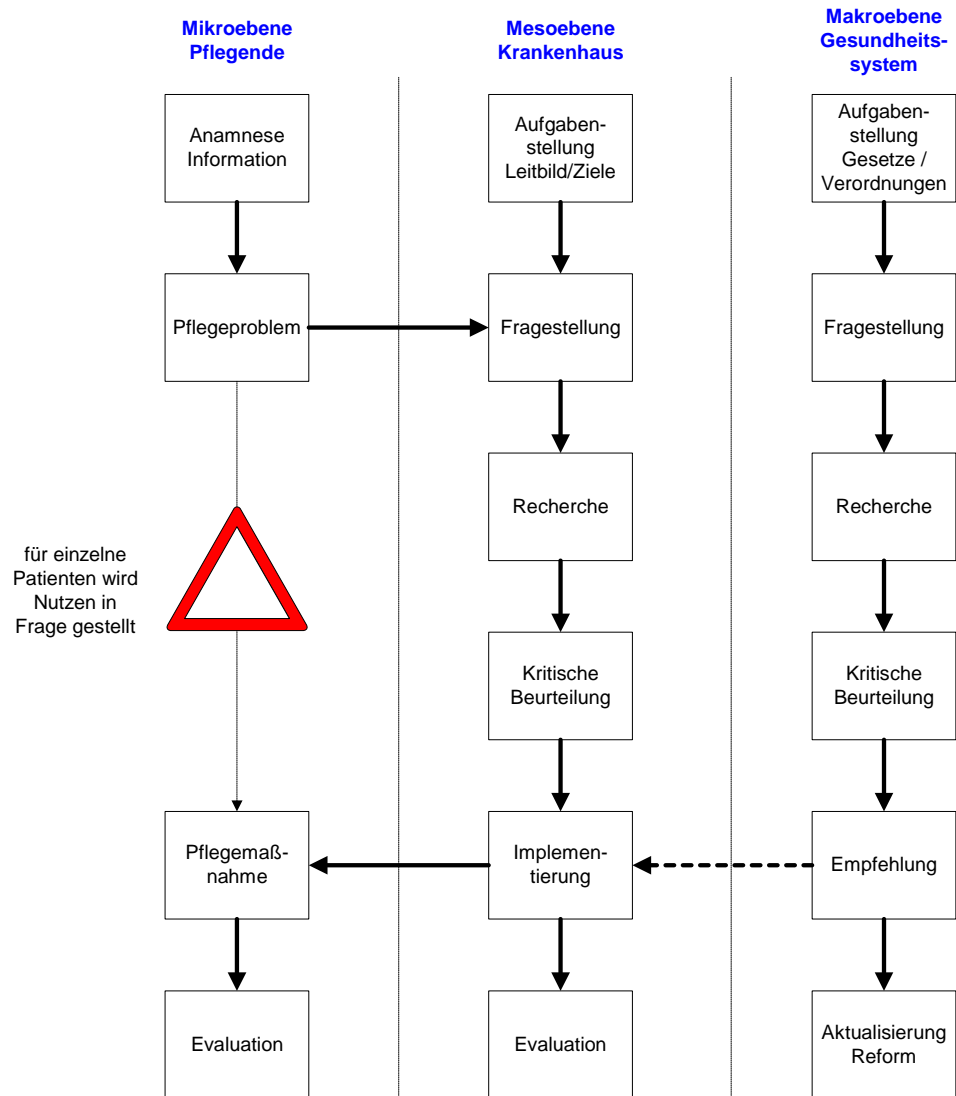 Mikroebene
Pflegende
Mesoebene
Krankenhaus
Makroebene
Gesundheits-
system
Anamnese
Information
Aufgaben-
stellung
Leitbild/Ziele
Aufgaben-
stellung
Gesetze /
Verordnungen
Pflegeproblem
Fragestellung
Fragestellung
Recherche
Recherche
für einzelne
Patienten wird
Nutzen in
Frage gestellt
Kritische
Beurteilung
Kritische
Beurteilung
Pflegemaß-
nahme
Implemen-
tierung
Empfehlung
Evaluation
Evaluation
Aktualisierung
Reform